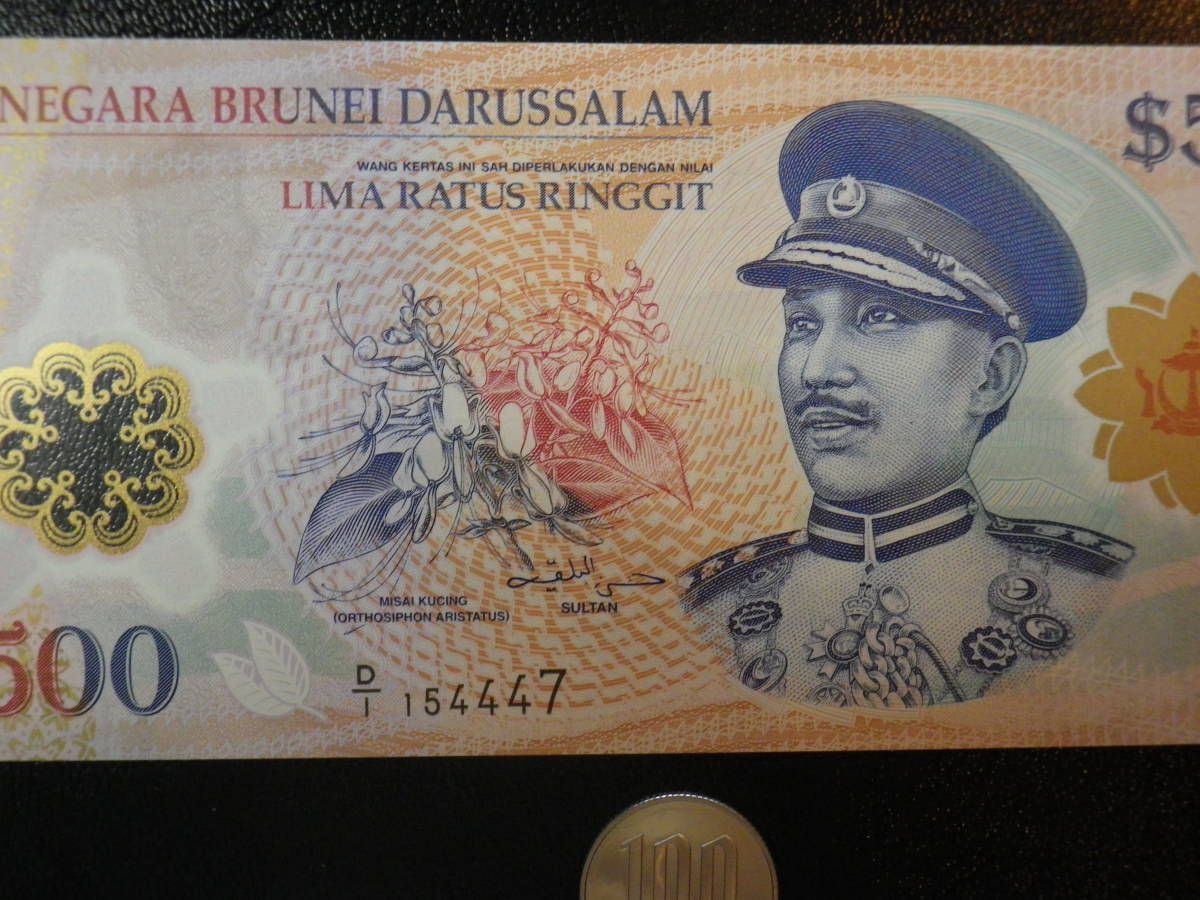 NEGARA BRUNEI DARUSSALAM
$5
WANG KERTAS INI SAH DIPERLAKUKAN DENGAN NILAI
LIMA RATUS RINGGIT
MISAI KUCING
(ORTHOSIPHON ARISTATUS)
SULTAN
500
D/1 154447
100